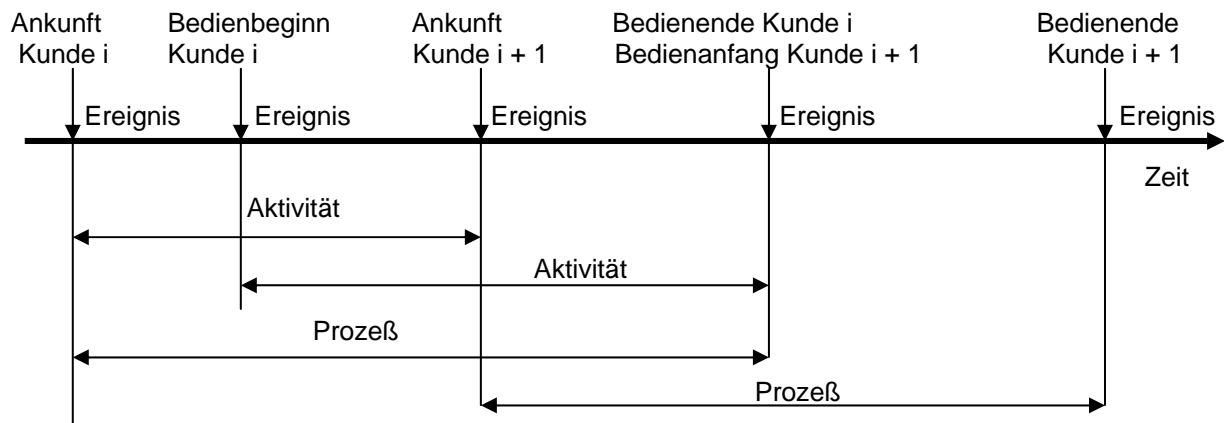 Ankunft
Kunde i
Bedienbeginn
Kunde i
Ankunft
Kunde i + 1
Bedienende Kunde i
Bedienanfang Kunde i + 1
Bedienende
Kunde i + 1
Ereignis
Ereignis
Ereignis
Ereignis
Ereignis
Zeit
Aktivität
Aktivität
Prozeß
Prozeß